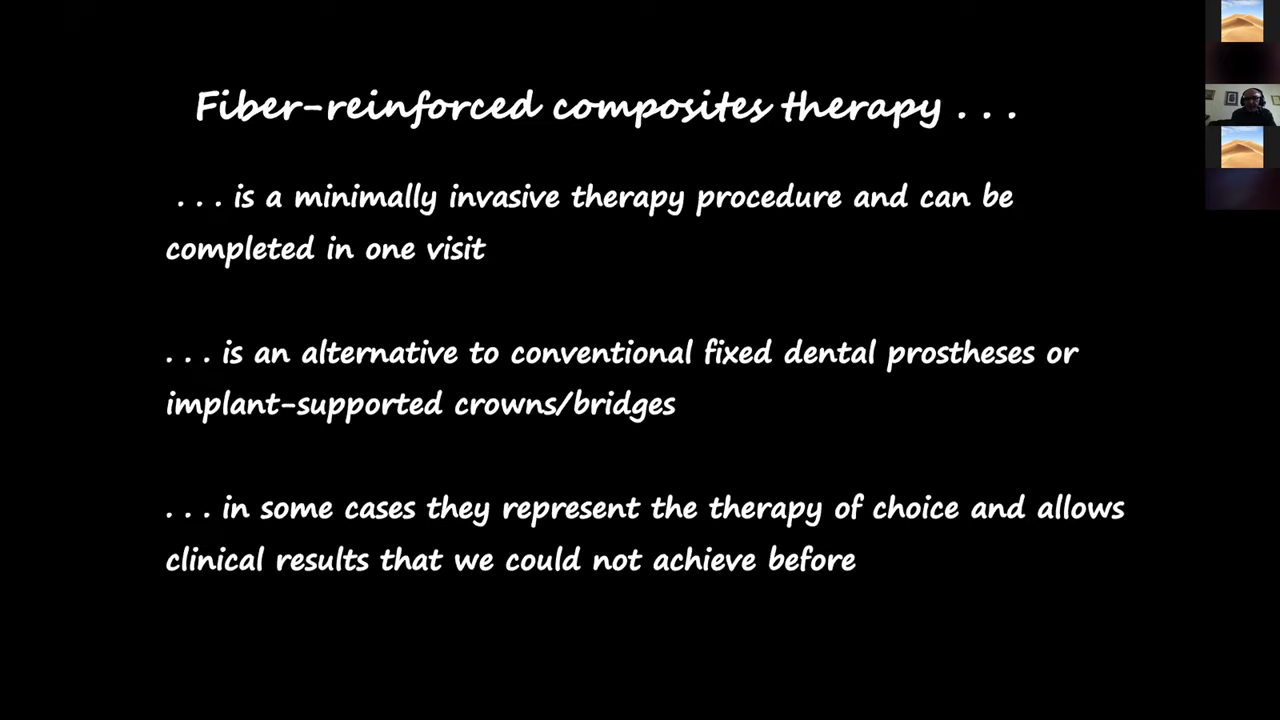 Fiber-reinforced composites therapy . . .
. . . is a minimally invasive therapy procedure and can be
completed in one visit
. . . is an alternative to conventional fixed dental prostheses or
implant-supported crowns/bridges
. . . in some cases they represent the therapy of choice and allows
clinical results that we could not achieve before